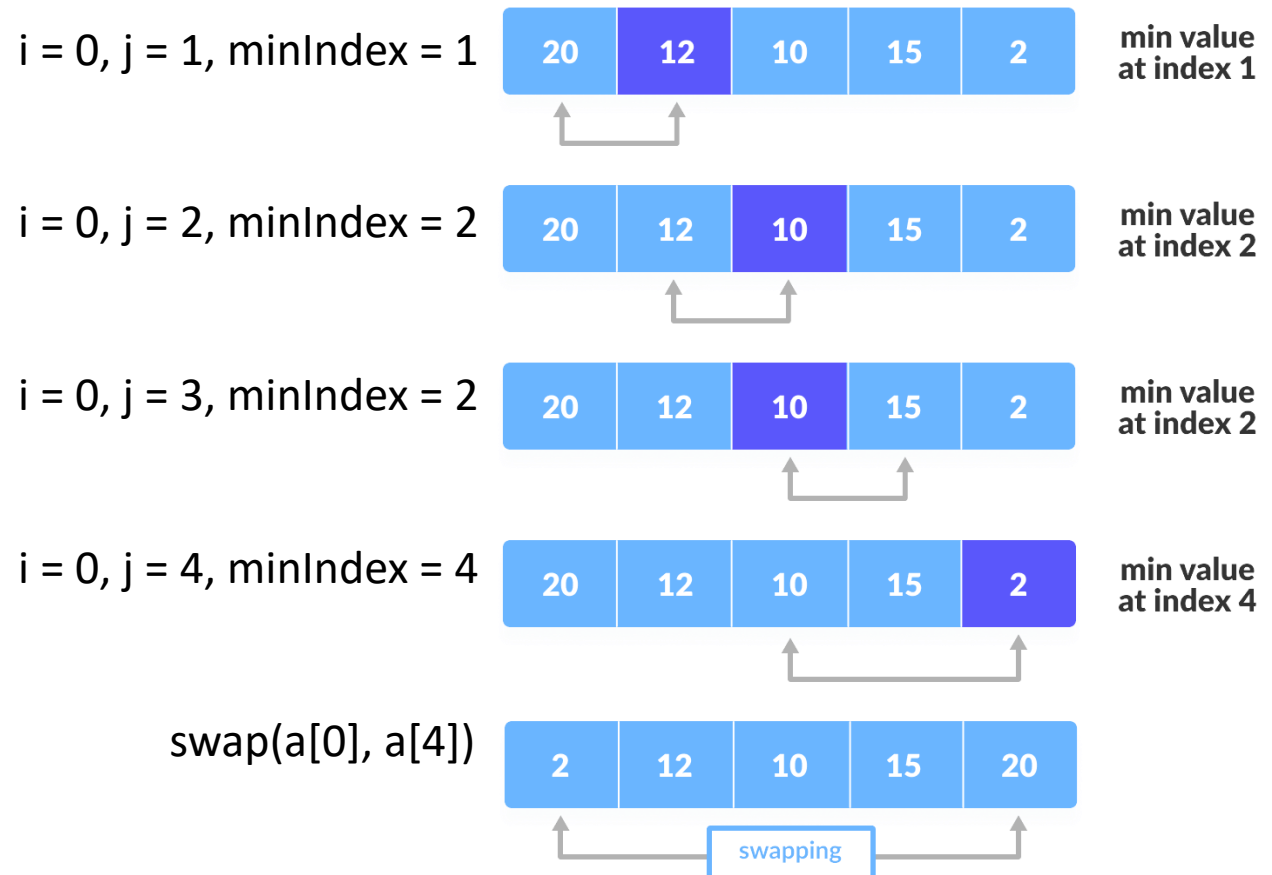 i = 0, j = 1, minIndex = 1
20 12 10 15 2
min value
at index 1
i = 0, j = 2, minIndex = 2
20 12 10 15 2
min value
at index 2
i = 0, j = 3, minIndex = 2
20 12 10 15 2
min value
at index 2
i = 0, j = 4, minIndex = 4
20 12 10 15 2
min value
at index 4
swap(a[0], a[4])
2 12 10 15 20
swapping